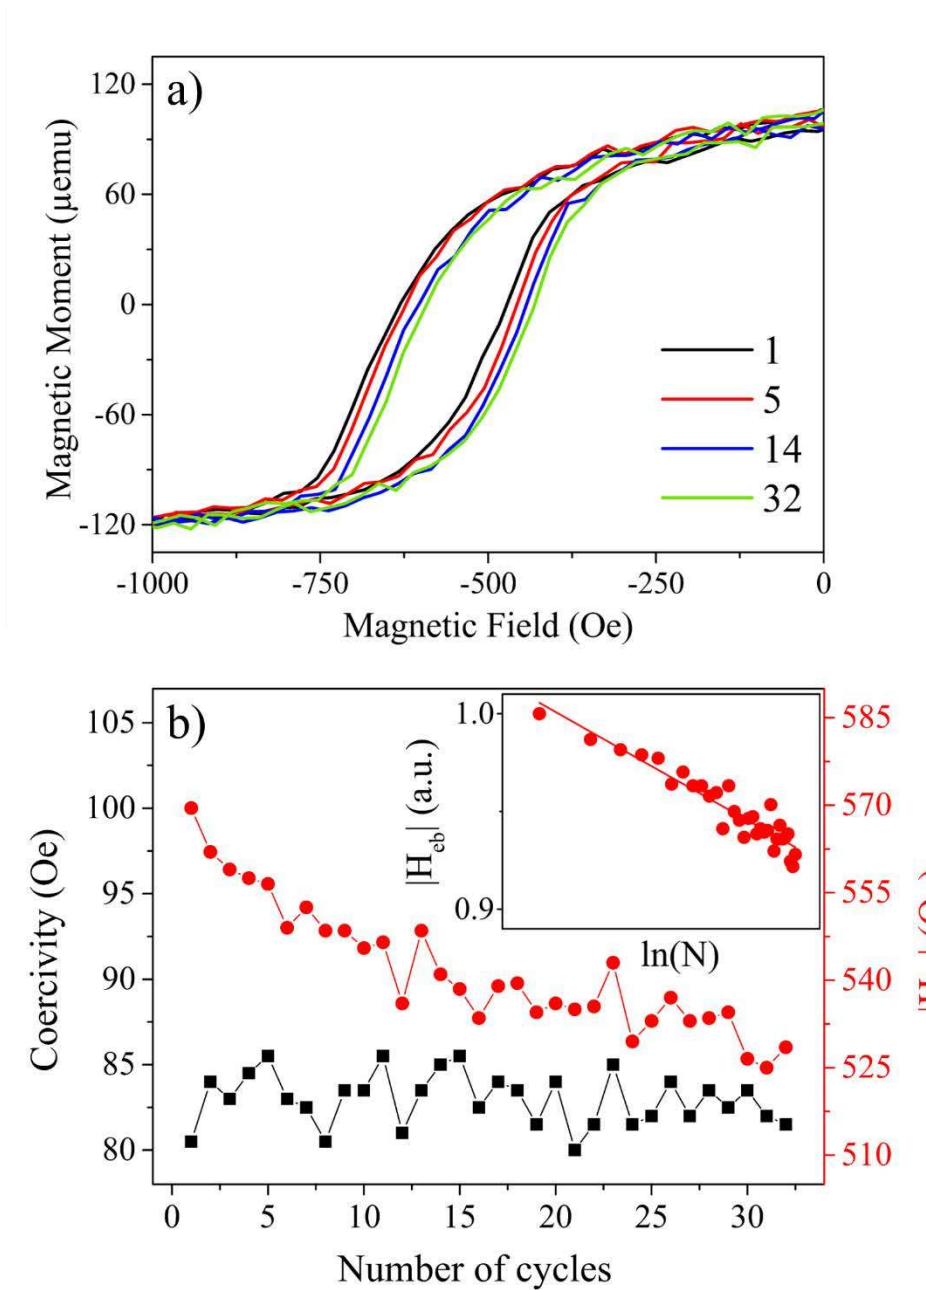 a)
120
60
0
-60
-120
Magnetic Moment (μemu)
1
5
14
32
-1000 -750 -500 -250 0
Magnetic Field (Oe)
b)
105
100
95
90
85
80
Coercivity (Oe)
1.0
0.9
|H_eb| (a.u.)
ln(N)
585
570
555
540
525
510
0 5 10 15 20 25 30
Number of cycles